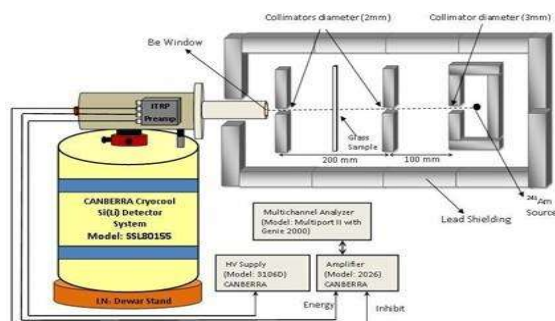 Collimators diameter (2mm)
Collimator diameter (3mm)
Be Window
ITRP
Preamp
Glass
Sample
200 mm
100 mm
241Am
Source
Lead Shielding
CANBERRA Cryocool
Si(Li) Detector
System
Model: SSL80155
LN₂ Dewar Stand
Multichannel Analyzer
(Model: Multiport II with
Genie 2000)
HV Supply
(Model: 3106D)
CANBERRA
Amplifier
(Model: 2026)
CANBERRA
Energy
Inhibit